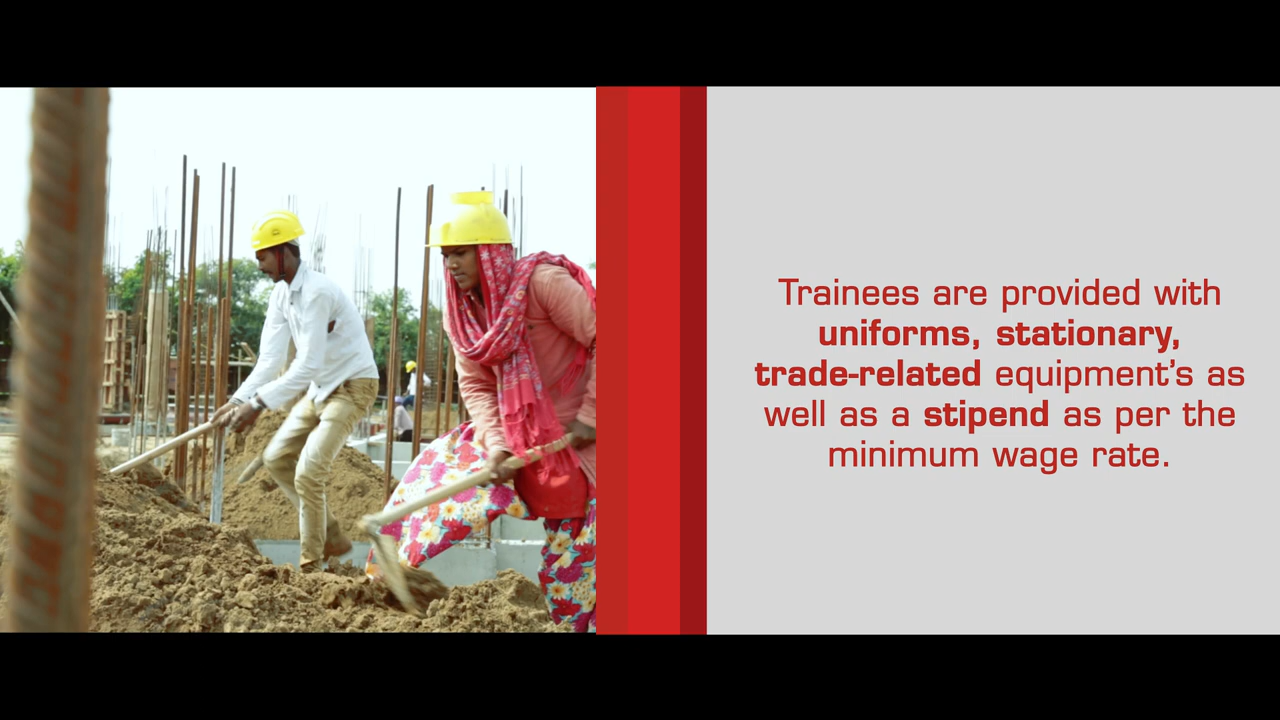 Trainees are provided with
uniforms, stationary,
trade-related equipment’s as
well as a stipend as per the
minimum wage rate.